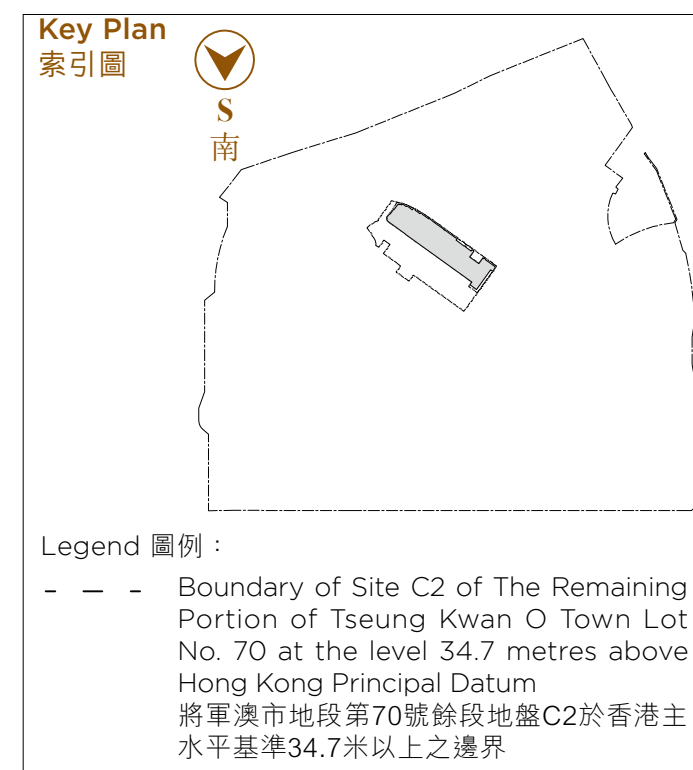 Key Plan
索引圖
S
南
Legend 圖例：
Boundary of Site C2 of The Remaining
Portion of Tseung Kwan O Town Lot
No. 70 at the level 34.7 metres above
Hong Kong Principal Datum
將軍澳市地段第70號餘段地盤C2於香港主
水平基準34.7米以上之邊界